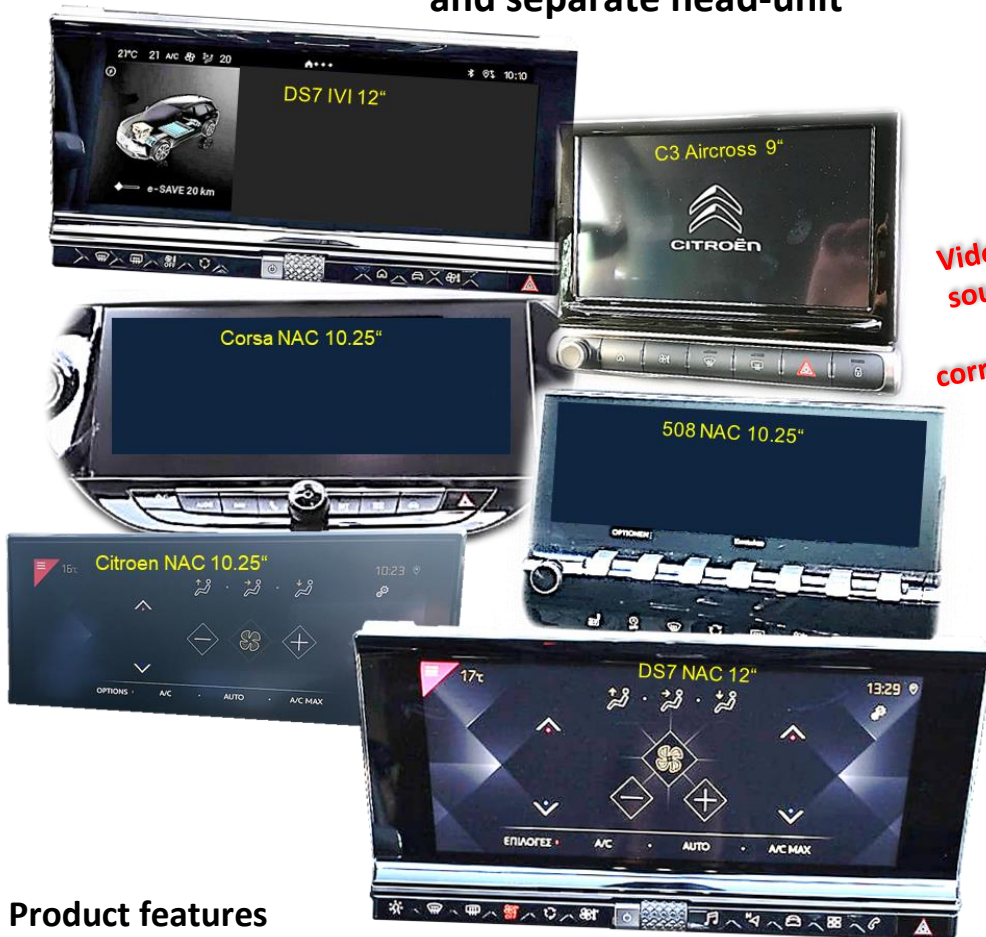 and separate head-unit
21°C 21 A/C 20
10:10
DS7 IVI 12“
e-SAVE 20 km
OFF
C3 Aircross 9“
CITROËN
Corsa NAC 10.25“
508 NAC 10.25“
OPTIONEN
Citroen NAC 10.25“
16°c
10:23
OPTIONS
A/C
AUTO
A/C MAX
DS7 NAC 12“
17°c
13:29
ΕΠΙΛΟΓΕΣ
A/C
AUTO
A/C MAX
Product features